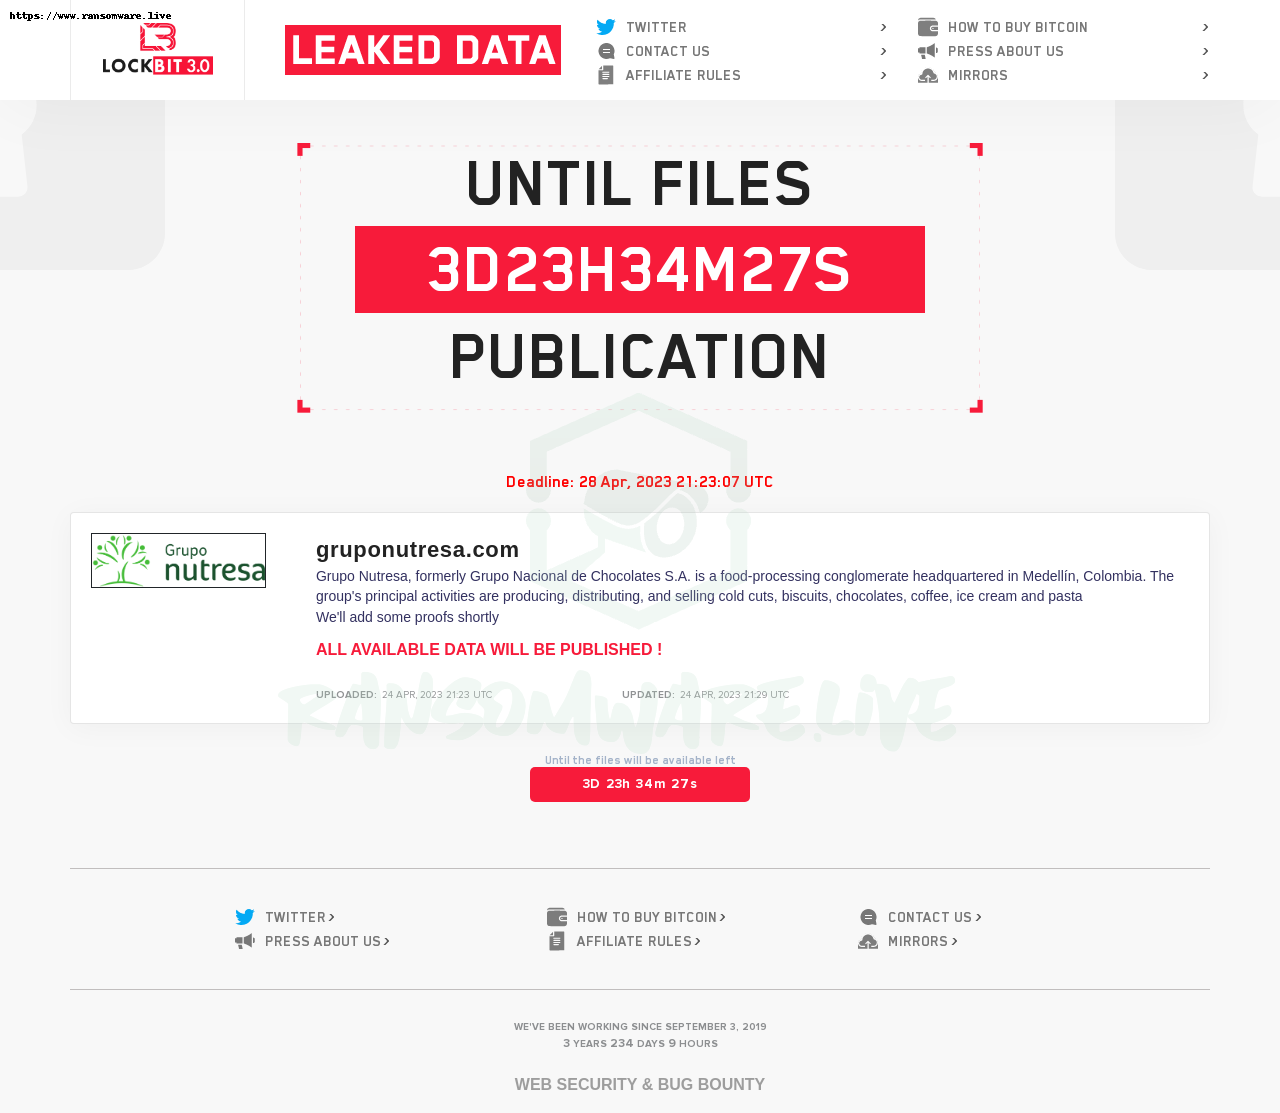 https://www.ransomware.live
LOCKBIT 3.0
LEAKED DATA
TWITTER
CONTACT US
AFFILIATE RULES
HOW TO BUY BITCOIN
PRESS ABOUT US
MIRRORS
UNTIL FILES
3D23H34M27S
PUBLICATION
Deadline: 28 Apr, 2023 21:23:07 UTC
Grupo
nutresa
gruponutresa.com
Grupo Nutresa, formerly Grupo Nacional de Chocolates S.A. is a food-processing conglomerate headquartered in Medellín, Colombia. The
group's principal activities are producing, distributing, and selling cold cuts, biscuits, chocolates, coffee, ice cream and pasta
We'll add some proofs shortly
ALL AVAILABLE DATA WILL BE PUBLISHED !
UPLOADED: 24 APR, 2023 21:23 UTC
UPDATED: 24 APR, 2023 21:29 UTC
RANSOMWARE.LIVE
Until the files will be available left
3D 23h 34m 27s
TWITTER
HOW TO BUY BITCOIN
CONTACT US
PRESS ABOUT US
AFFILIATE RULES
MIRRORS
WE'VE BEEN WORKING SINCE SEPTEMBER 3, 2019
3 YEARS 234 DAYS 9 HOURS
WEB SECURITY & BUG BOUNTY